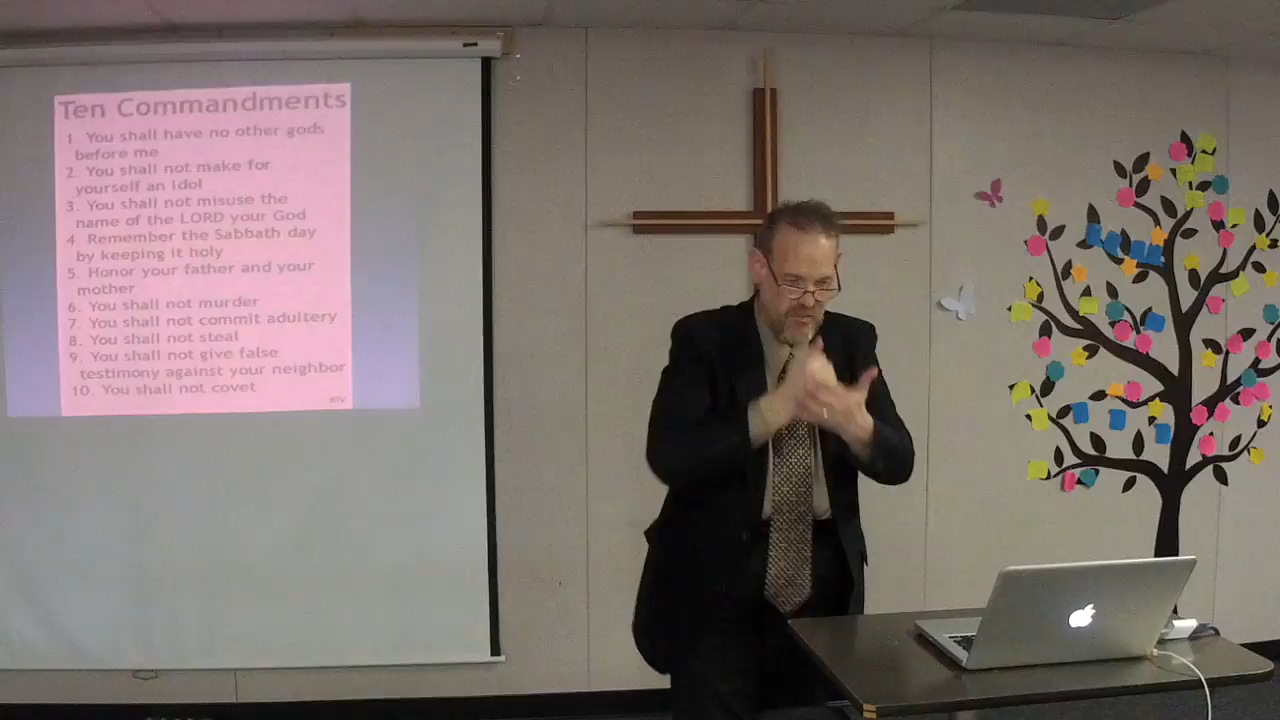 Ten Commandments
1 You shall have no other gods
before me
2. You shall not make for
yourself an Idol
3. You shall not misuse the
name of the LORD your God
4 Remember the Sabbath day
by keeping it holy
5. Honor your father and your
mother
6. You shall not murder
7. You shall not commit adultery
8. You shall not steal
9. You shall not give false
testimony against your neighbor
10. You shall not covet